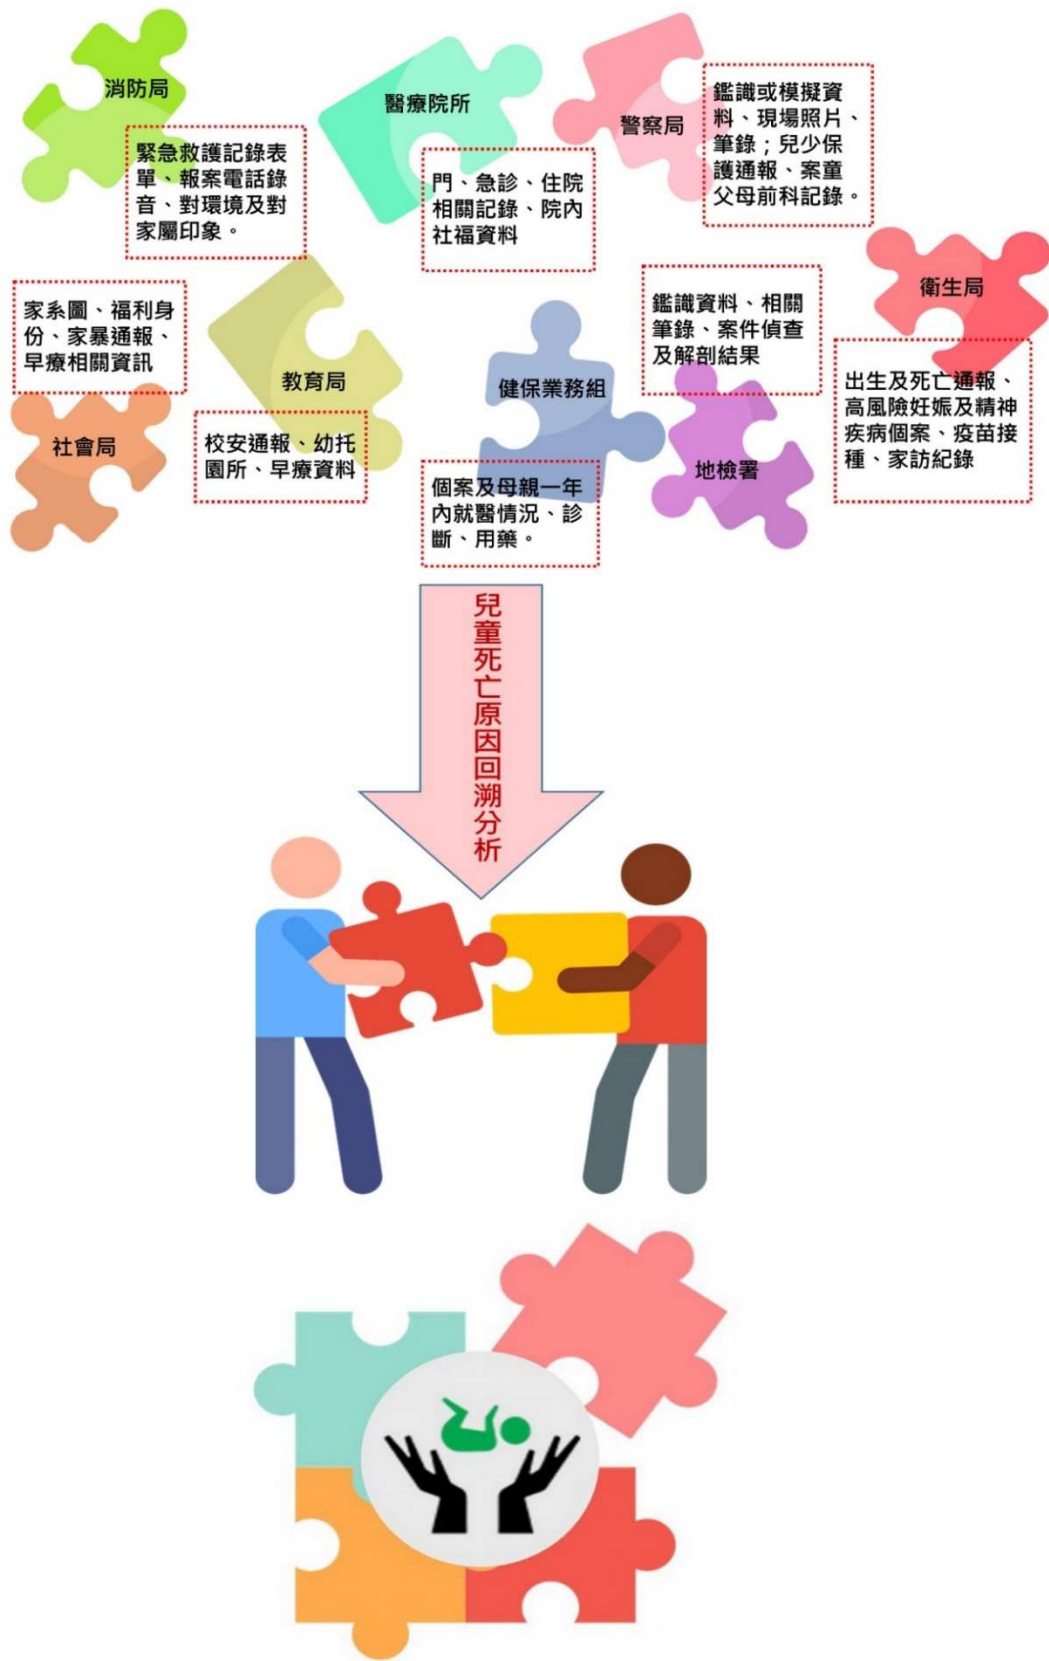 消防局
緊急救護記錄表
單、報案電話錄
音、對環境及對
家屬印象。
醫療院所
門、急診、住院
相關記錄、院內
社福資料
警察局
鑑識或模擬資
料、現場照片、
筆錄；兒少保
護通報、案童
父母前科記錄。
家系圖、福利身
份、家暴通報、
早療相關資訊
社會局
教育局
校安通報、幼托
園所、早療資料
健保業務組
個案及母親一年
內就醫情況、診
斷、用藥。
鑑識資料、相關
筆錄、案件偵查
及解剖結果
地檢署
衛生局
出生及死亡通報、
高風險妊娠及精神
疾病個案、疫苗接
種、家訪紀錄
兒童死亡原因回溯分析